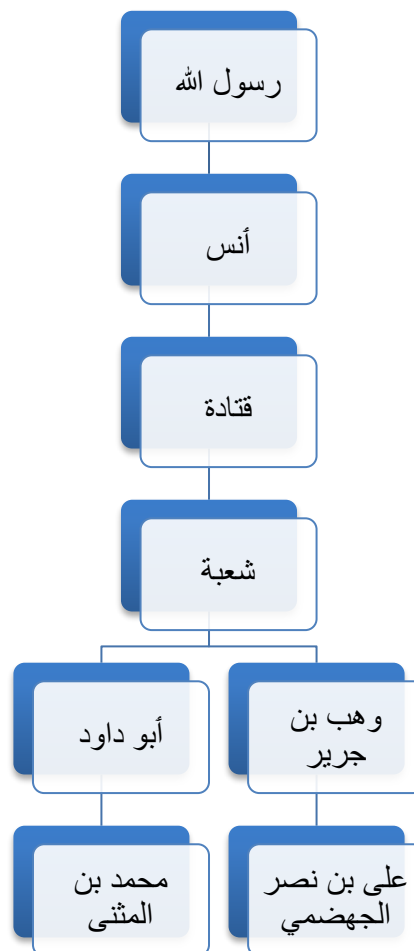 رسول الله
أنس
قتادة
شعبة
وهب بن
جرير
أبو داود
على بن نصر
الجهضمي
محمد بن
المثنى